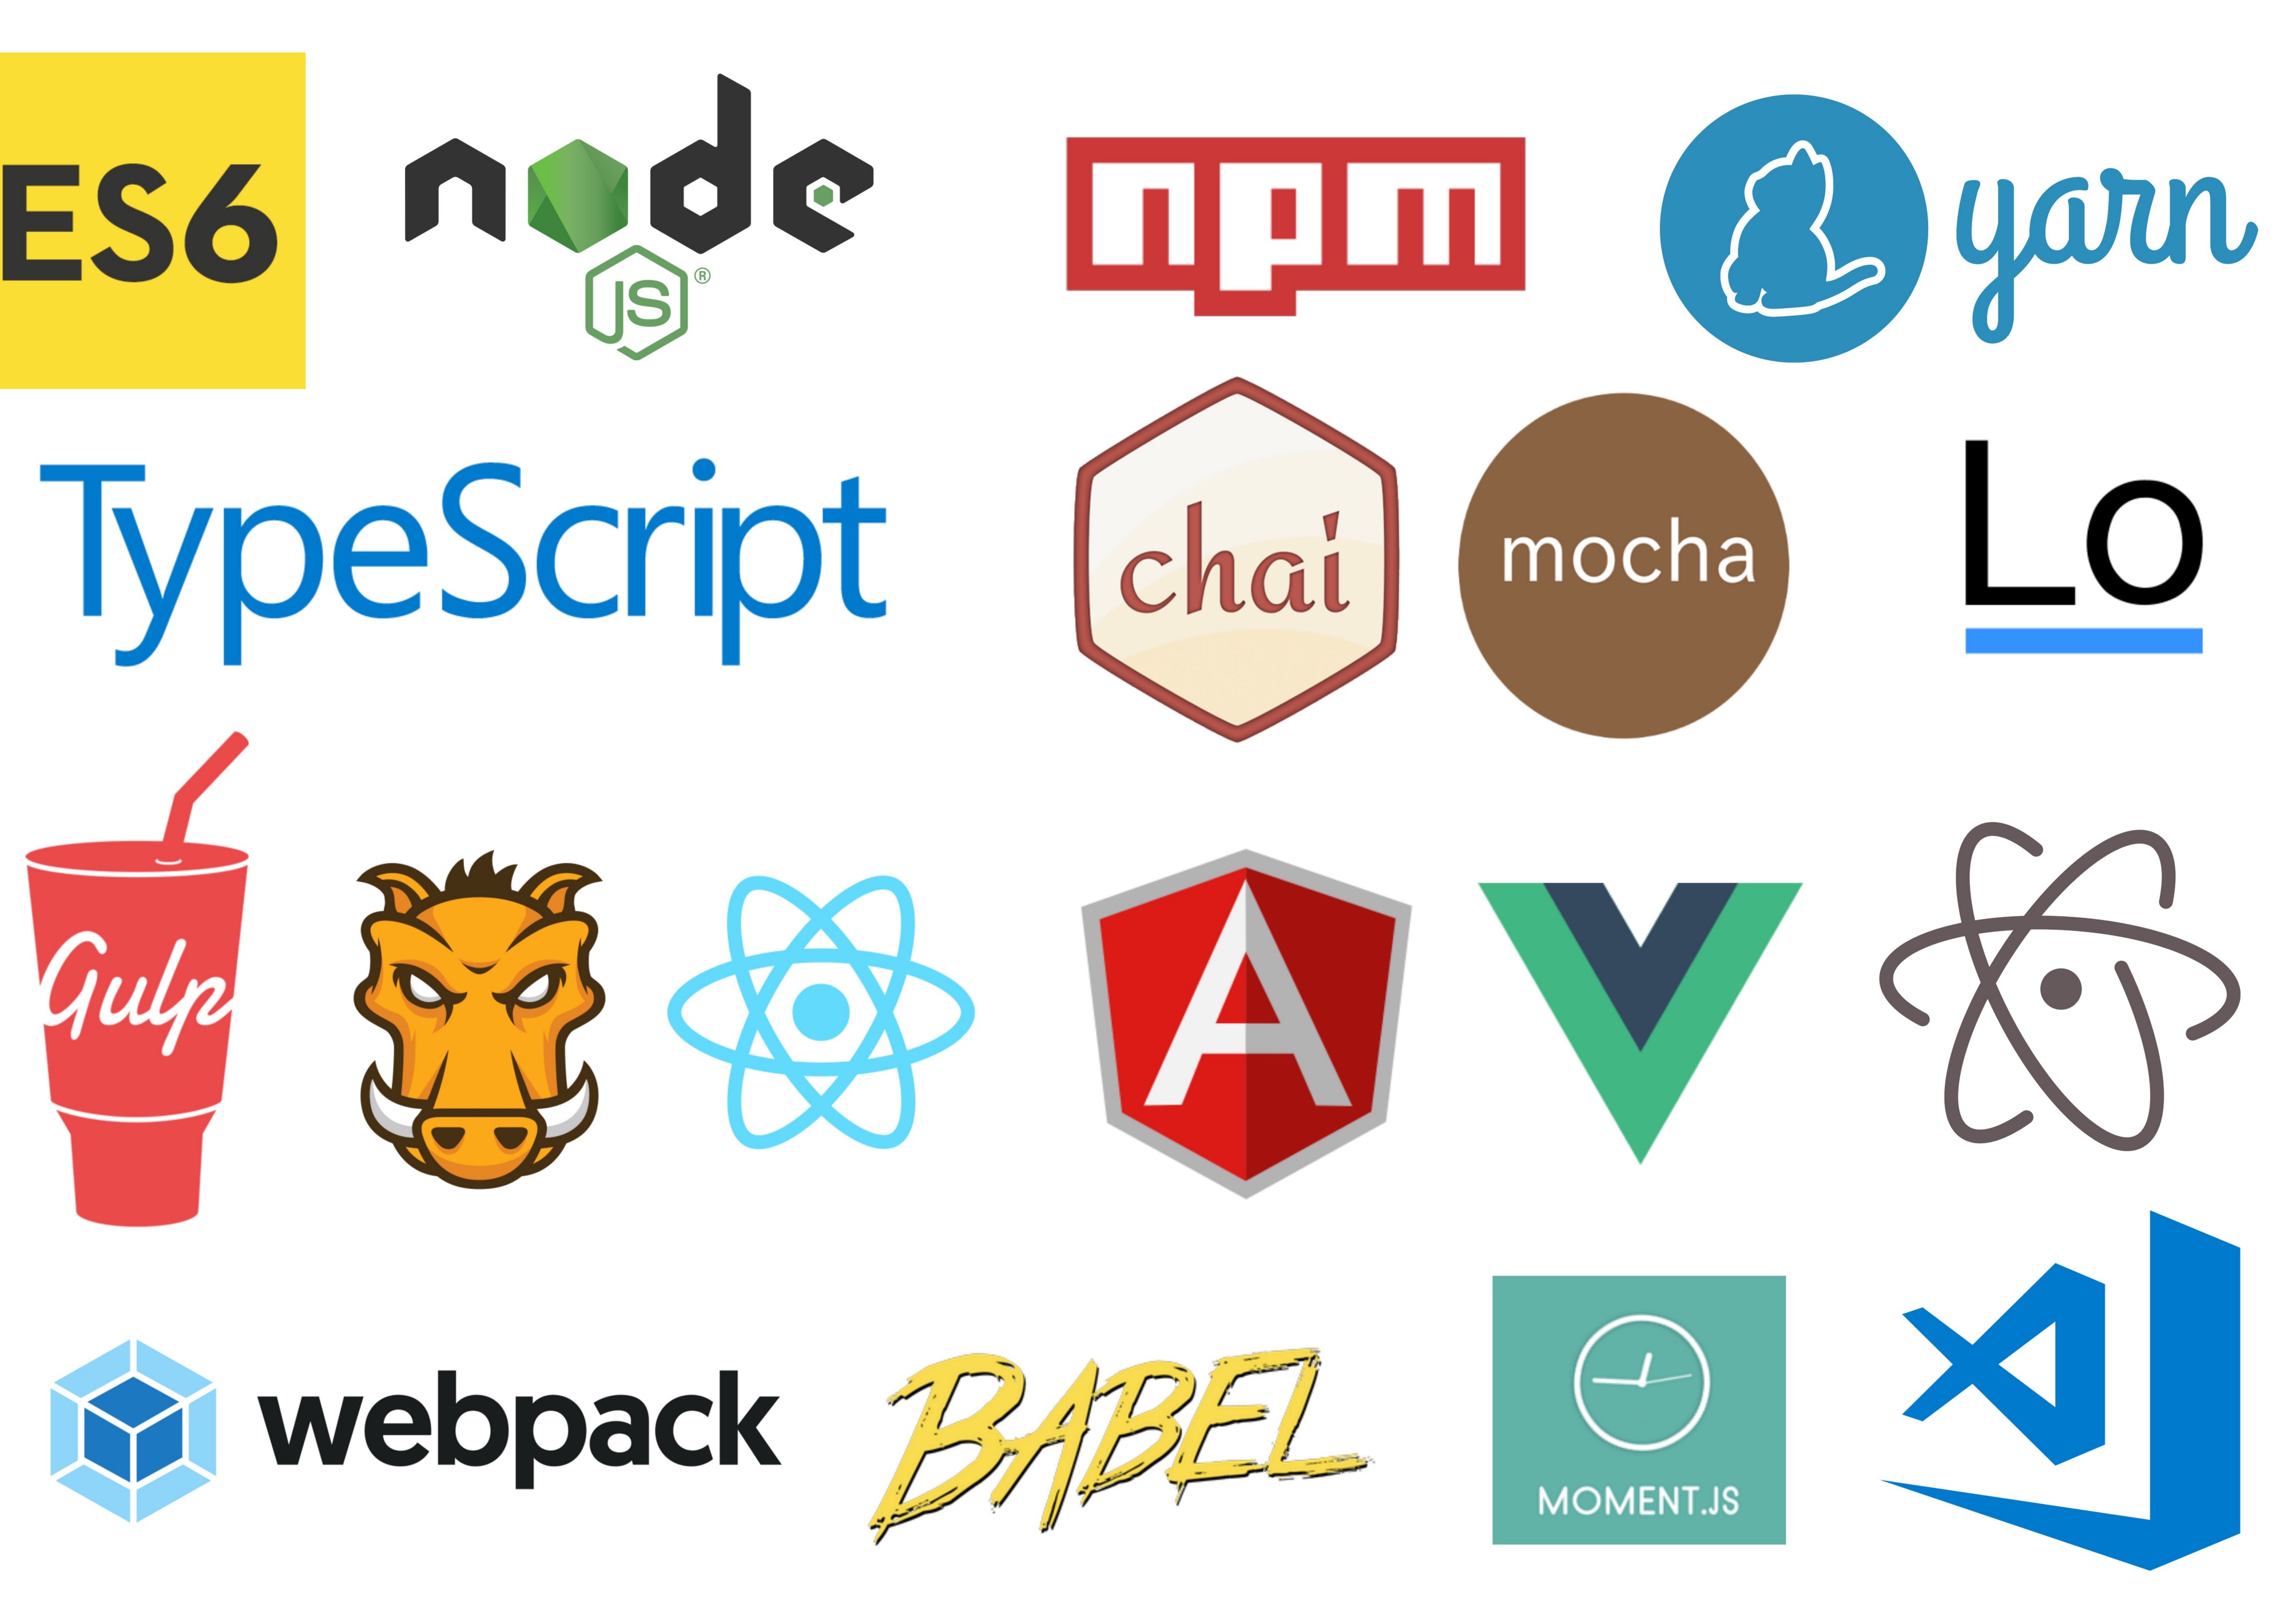 ES6
node
JS®
npm
yarn
TypeScript
chai
mocha
Lo
Gulp
A
webpack
BABEL
MOMENT.JS